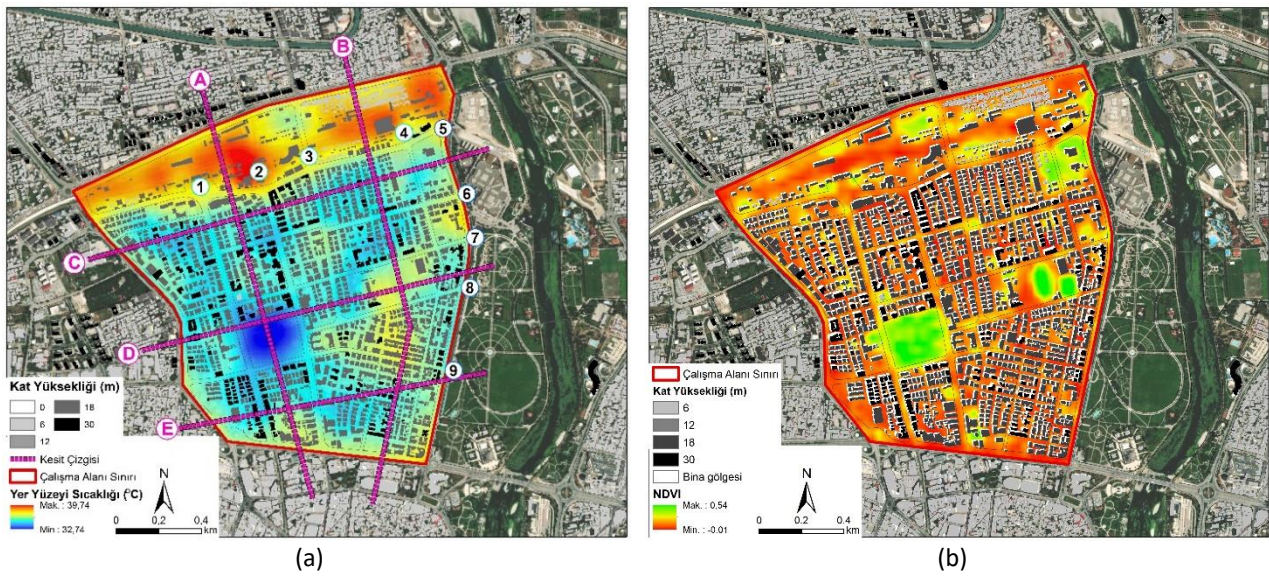 A
B
1
2
3
4
5
6
7
8
9
C
D
E
Kat Yüksekliği (m)
0 18
6 30
12
Kesit Çizgisi
Çalışma Alanı Sınırı
Yer Yüzeyi Sıcaklığı (°C)
Mak. : 39,74
Min : 32,74
N
0 0,2 0,4
km
(a)
Çalışma Alanı Sınırı
Kat Yüksekliği (m)
6
12
18
30
Bina gölgesi
NDVI
Mak. : 0,54
Min. : -0.01
N
0 0,2 0,4
km
(b)